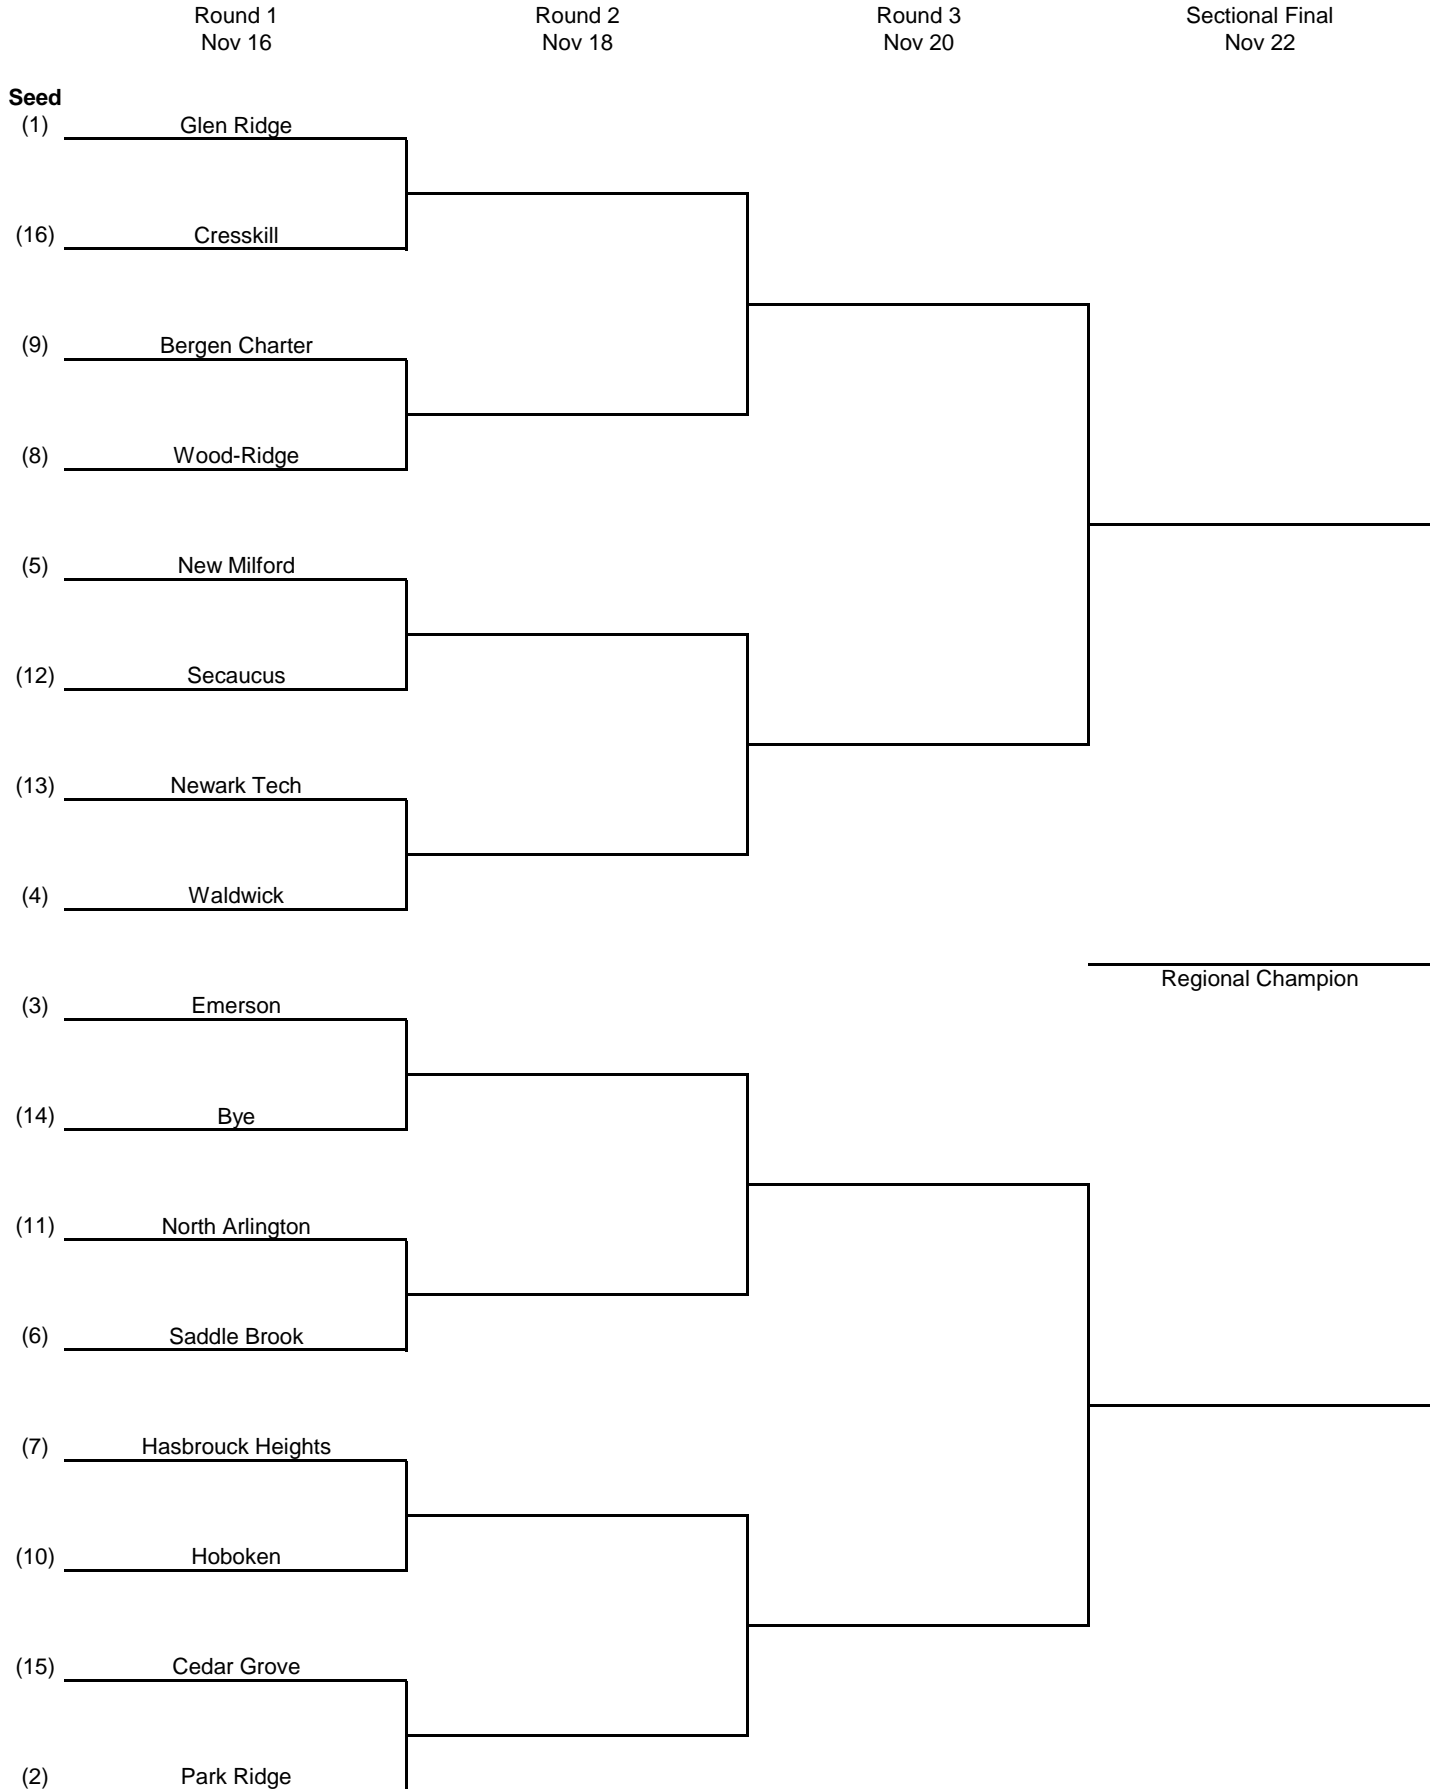 Round 1 Round 2 Round 3 Sectional Final
Nov 16 Nov 18 Nov 20 Nov 22
Seed
(1) Glen Ridge
(16) Cresskill
(9) Bergen Charter
(8) Wood-Ridge
(5) New Milford
(12) Secaucus
(13) Newark Tech
(4) Waldwick
Regional Champion
(3) Emerson
(14) Bye
(11) North Arlington
(6) Saddle Brook
(7) Hasbrouck Heights
(10) Hoboken
(15) Cedar Grove
(2) Park Ridge